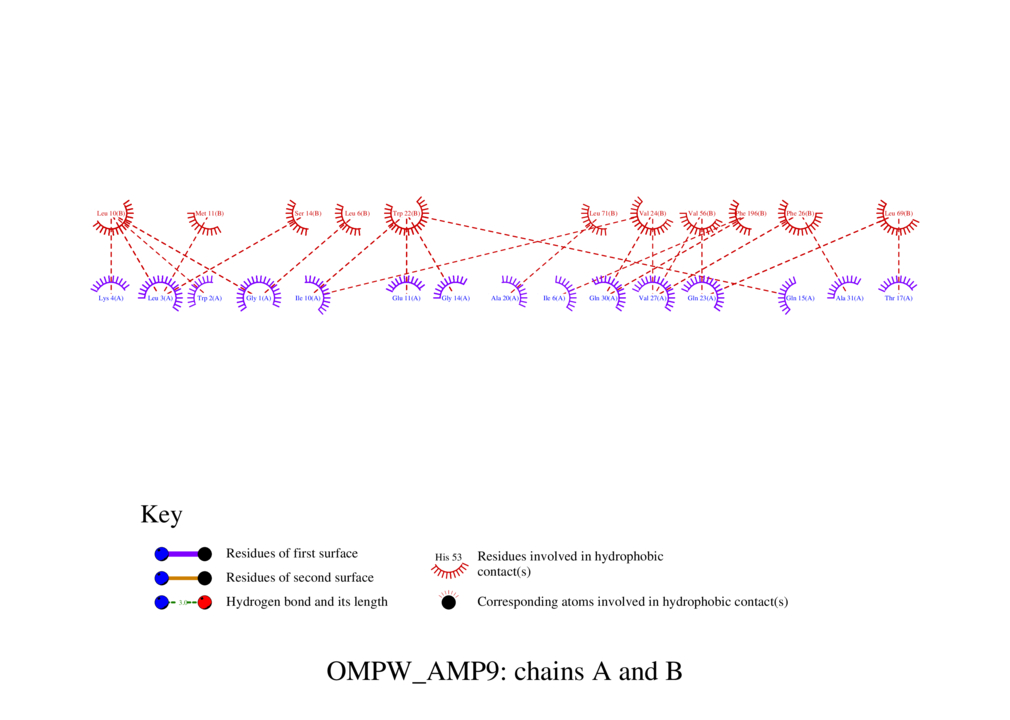 Leu 10(B) Met 11(B) Ser 14(B) Leu 6(B) Trp 22(B) Leu 71(B) Val 24(B) Val 56(B) Phe 196(B) Phe 26(B) Leu 69(B)
Lys 4(A) Leu 3(A) Trp 2(A) Gly 1(A) Ile 10(A) Glu 11(A) Gly 14(A) Ala 20(A) Ile 6(A) Gln 30(A) Val 27(A) Gln 23(A) Gln 15(A) Ala 31(A) Thr 17(A)
Key
Residues of first surface
Residues of second surface
3.0 Hydrogen bond and its length
His 53 Residues involved in hydrophobic
contact(s)
Corresponding atoms involved in hydrophobic contact(s)
OMPW_AMP9: chains A and B